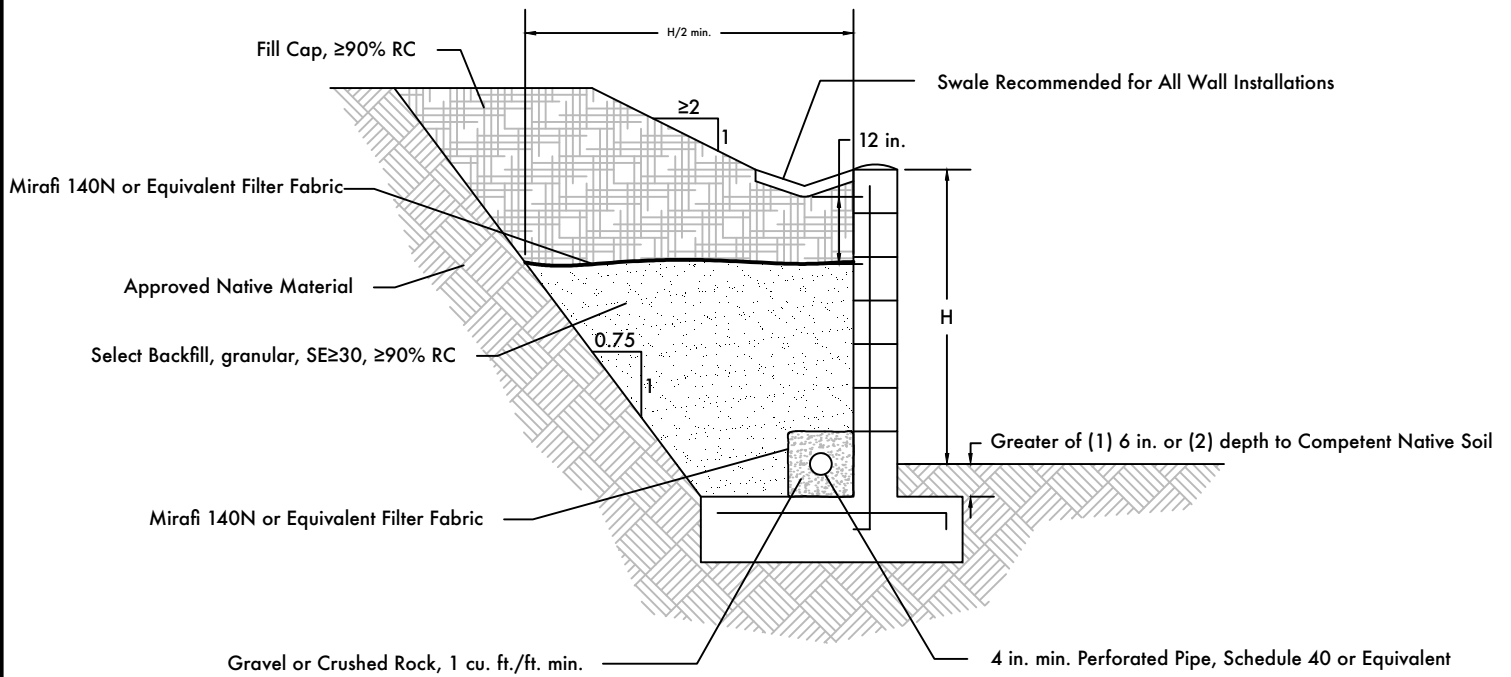 H/2 min.
Fill Cap, ≥90% RC
Swale Recommended for All Wall Installations
≥2
1
12 in.
Mirafi 140N or Equivalent Filter Fabric
Approved Native Material
H
0.75
Select Backfill, granular, SE≥30, ≥90% RC
1
Greater of (1) 6 in. or (2) depth to Competent Native Soil
Mirafi 140N or Equivalent Filter Fabric
Gravel or Crushed Rock, 1 cu. ft./ft. min.
4 in. min. Perforated Pipe, Schedule 40 or Equivalent